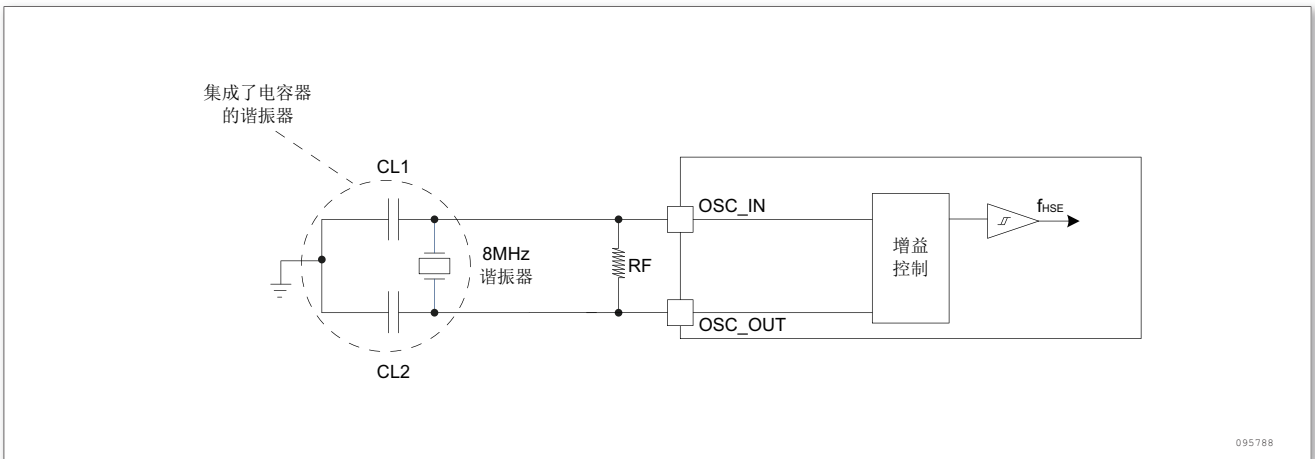 集成了电容器
的谐振器
CL1
OSC_IN
fHSE
8MHz
谐振器
RF
增益
控制
OSC_OUT
CL2
095788